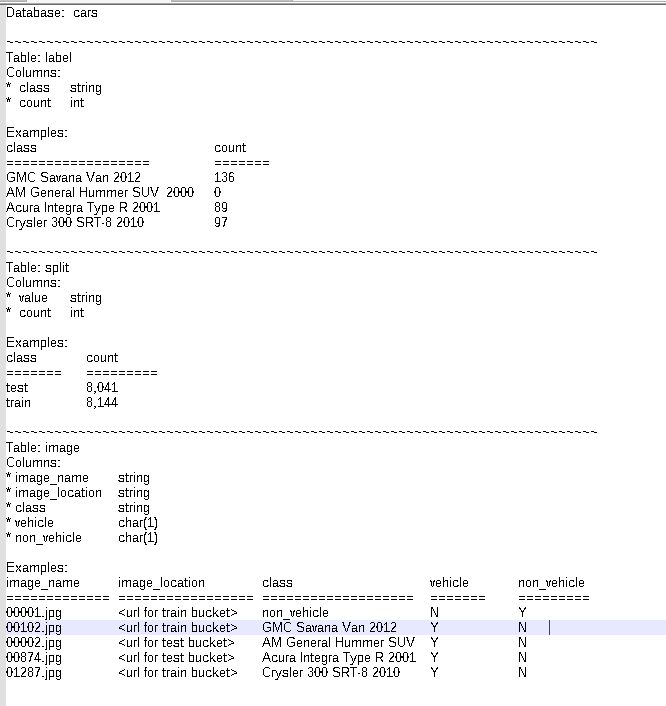 Database: cars
~~~~~~~~~~~~~~~~~~~~~~~~~~~~~~~~~~~~~~~~~~~~~~~~~~~~~~~~~~~~~~~~~~~~~~~~~~
Table: label
Columns:
* class string
* count int
Examples:
class count
================== =======
GMC Savana Van 2012 136
AM General Hummer SUV 2000 0
Acura Integra Type R 2001 89
Crysler 300 SRT-8 2010 97
~~~~~~~~~~~~~~~~~~~~~~~~~~~~~~~~~~~~~~~~~~~~~~~~~~~~~~~~~~~~~~~~~~~~~~~~~~
Table: split
Columns:
* value string
* count int
Examples:
class count
======= =========
test 8,041
train 8,144
~~~~~~~~~~~~~~~~~~~~~~~~~~~~~~~~~~~~~~~~~~~~~~~~~~~~~~~~~~~~~~~~~~~~~~~~~~
Table: image
Columns:
* image_name string
* image_location string
* class string
* vehicle char(1)
* non_vehicle char(1)
Examples:
image_name image_location class vehicle non_vehicle
============= ================= =================== ======= =========
00001.jpg <url for train bucket> non_vehicle N Y
00102.jpg <url for train bucket> GMC Savana Van 2012 Y N
00002.jpg <url for test bucket> AM General Hummer SUV Y N
00874.jpg <url for test bucket> Acura Integra Type R 2001 Y N
01287.jpg <url for train bucket> Crysler 300 SRT-8 2010 Y N